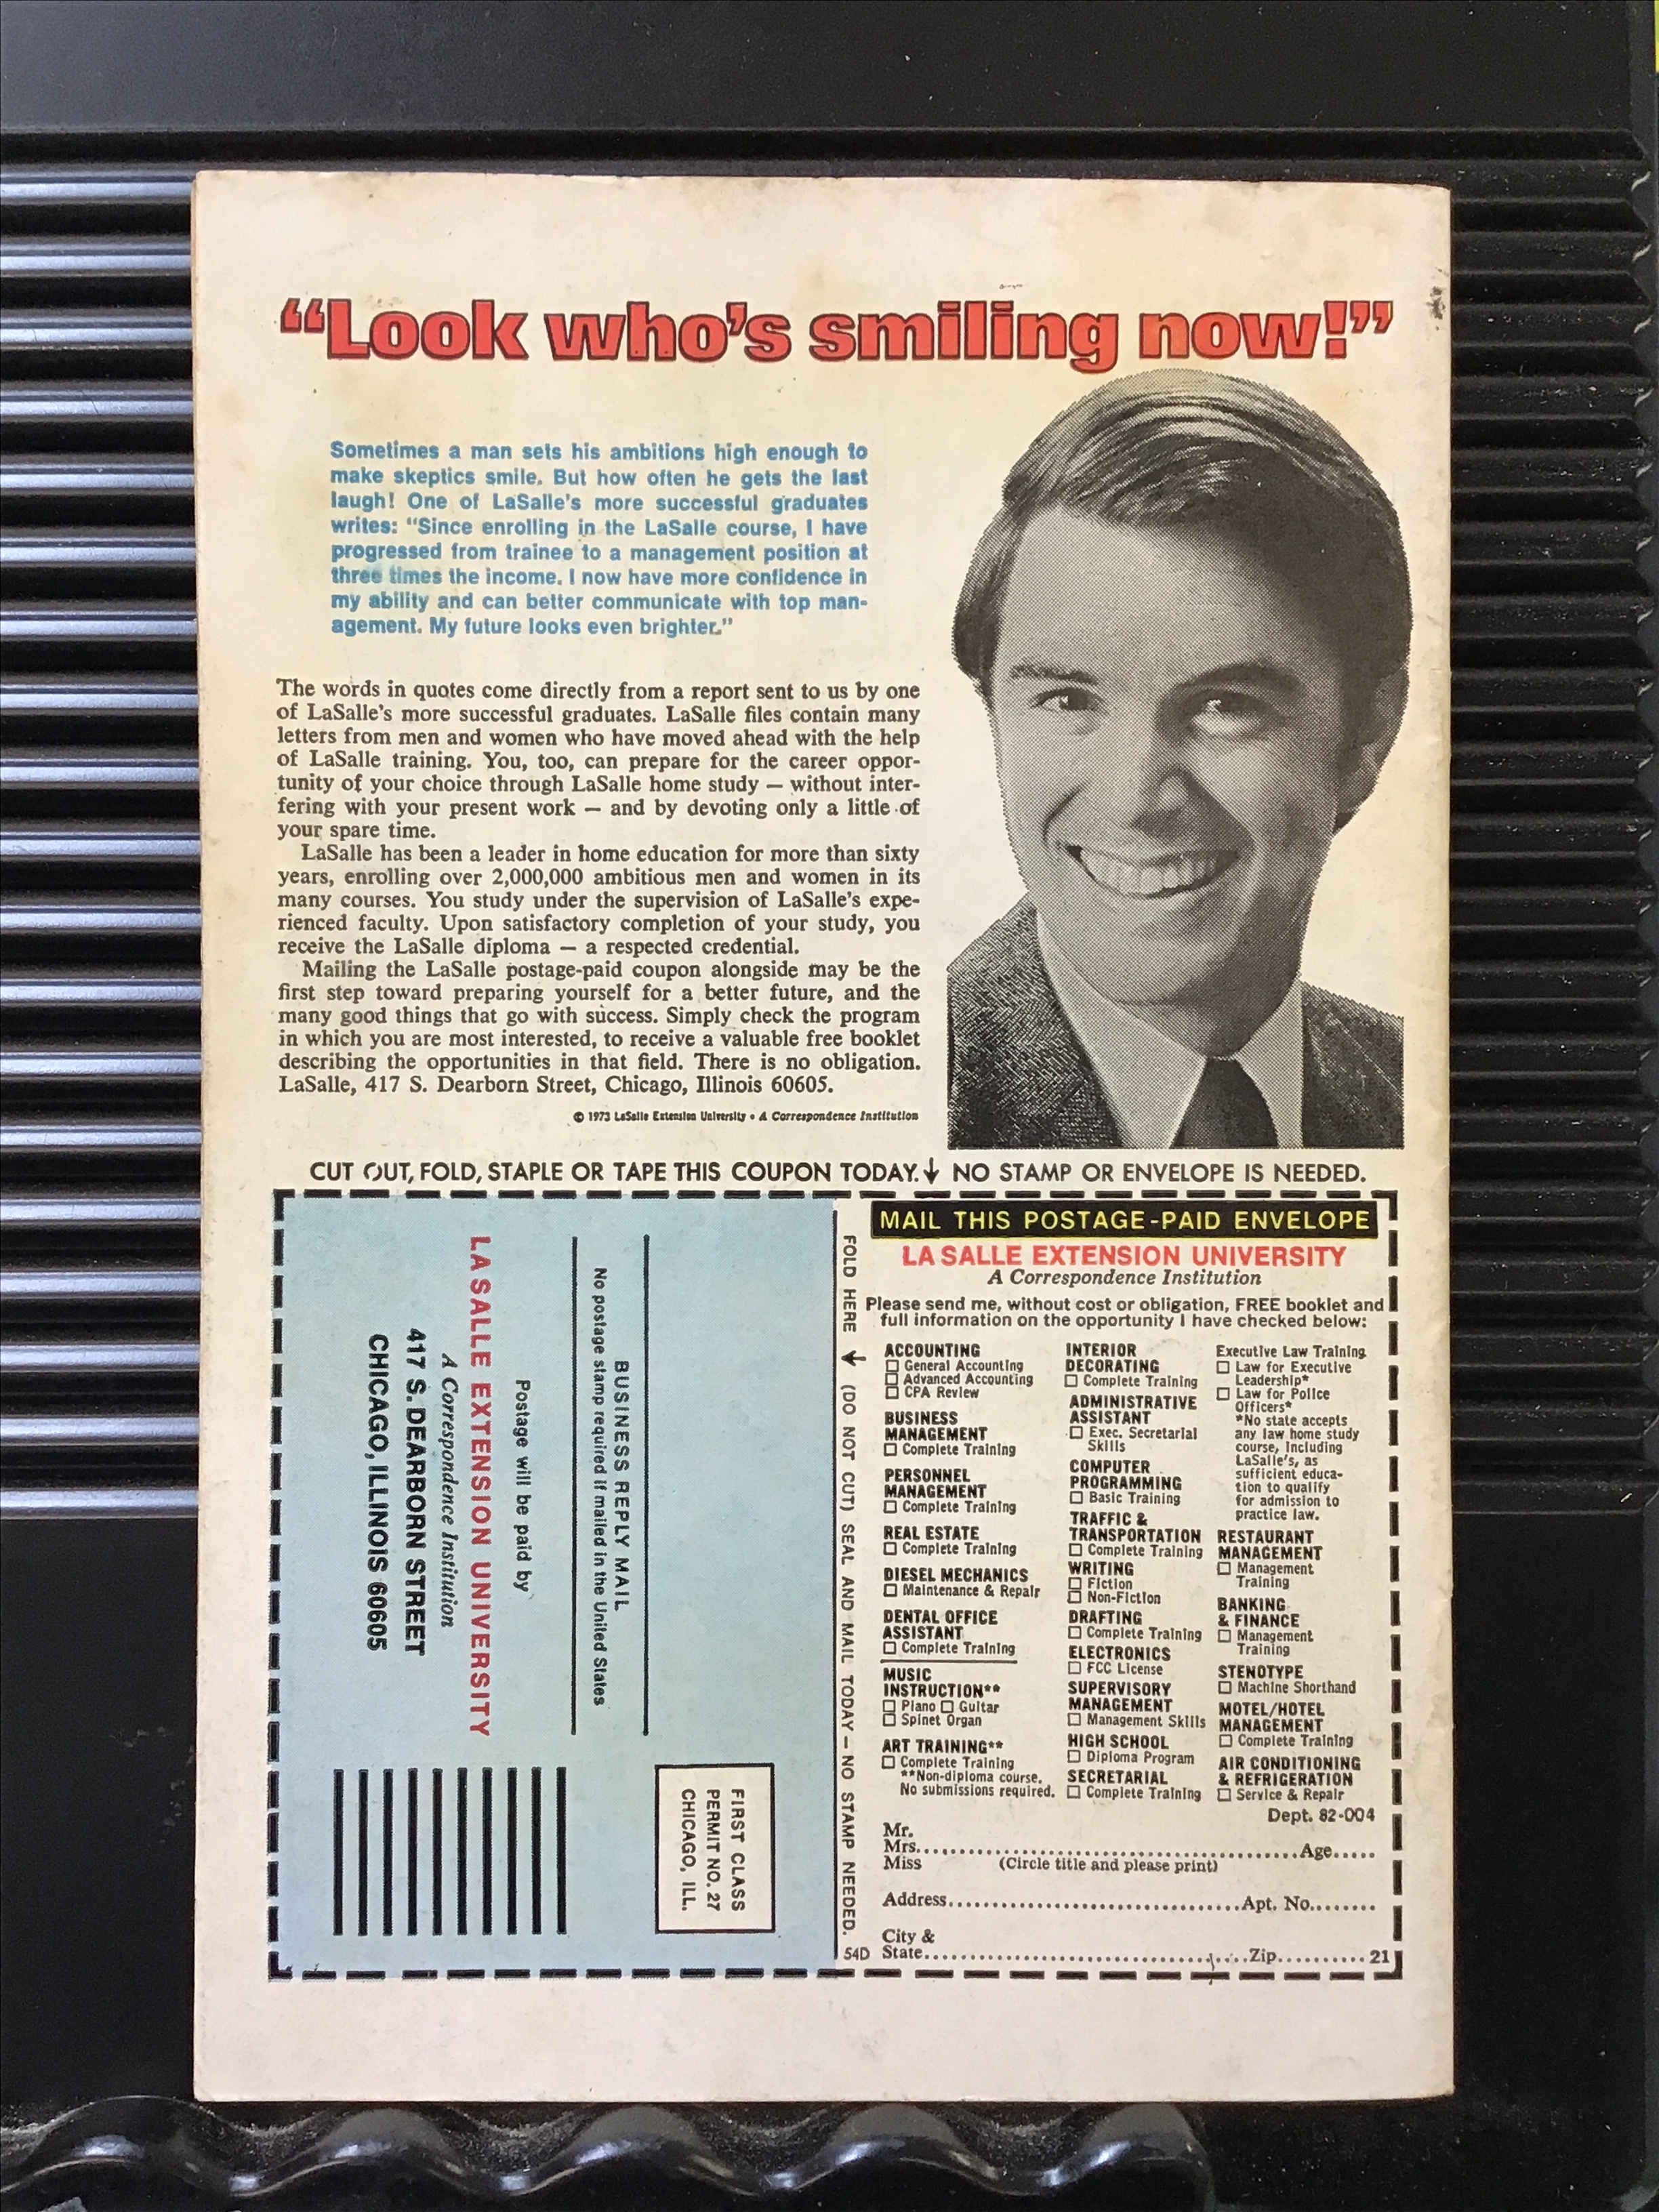 “Look who's smiling now!”
Sometimes a man sets his ambitions high enough to
make skeptics smile. But how often he gets the last
laugh! One of LaSalle's more successful graduates
writes: “Since enrolling in the LaSalle course, I have
progressed from trainee to a management position at
three times the income. I now have more confidence in
my ability and can better communicate with top man-
agement. My future looks even brighter.”
The words in quotes come directly from a report sent to us by one
of LaSalle's more successful graduates. LaSalle files contain many
letters from men and women who have moved ahead with the help
of LaSalle training. You, too, can prepare for the career oppor-
tunity of your choice through LaSalle home study — without inter-
fering with your present work — and by devoting only a little of
your spare time.
LaSalle has been a leader in home education for more than sixty
years, enrolling over 2,000,000 ambitious men and women in its
many courses. You study under the supervision of LaSalle's expe-
rienced faculty. Upon satisfactory completion of your study, you
receive the LaSalle diploma — a respected credential.
Mailing the LaSalle postage-paid coupon alongside may be the
first step toward preparing yourself for a better future, and the
many good things that go with success. Simply check the program
in which you are most interested, to receive a valuable free booklet
describing the opportunities in that field. There is no obligation.
LaSalle, 417 S. Dearborn Street, Chicago, Illinois 60605.
© 1973 LaSalle Extension University • A Correspondence Institution
CUT OUT, FOLD, STAPLE OR TAPE THIS COUPON TODAY.↓ NO STAMP OR ENVELOPE IS NEEDED.
FIRST CLASS
PERMIT NO. 27
CHICAGO, ILL.
BUSINESS REPLY MAIL
No postage stamp required if mailed in the United States
Postage will be paid by
LA SALLE EXTENSION UNIVERSITY
A Correspondence Institution
417 S. DEARBORN STREET
CHICAGO, ILLINOIS 60605
FOLD HERE ↓ (DO NOT CUT) SEAL AND MAIL TODAY – NO STAMP NEEDED.
54D
MAIL THIS POSTAGE-PAID ENVELOPE
LA SALLE EXTENSION UNIVERSITY
A Correspondence Institution
Please send me, without cost or obligation, FREE booklet and
full information on the opportunity I have checked below:
ACCOUNTING
☐ General Accounting
☐ Advanced Accounting
☐ CPA Review
BUSINESS
MANAGEMENT
☐ Complete Training
PERSONNEL
MANAGEMENT
☐ Complete Training
REAL ESTATE
☐ Complete Training
DIESEL MECHANICS
☐ Maintenance & Repair
DENTAL OFFICE
ASSISTANT
☐ Complete Training
MUSIC
INSTRUCTION**
☐ Piano ☐ Guitar
☐ Spinet Organ
ART TRAINING**
☐ Complete Training
**Non-diploma course.
No submissions required.
INTERIOR
DECORATING
☐ Complete Training
ADMINISTRATIVE
ASSISTANT
☐ Exec. Secretarial
Skills
COMPUTER
PROGRAMMING
☐ Basic Training
TRAFFIC &
TRANSPORTATION
☐ Complete Training
WRITING
☐ Fiction
☐ Non-Fiction
DRAFTING
☐ Complete Training
ELECTRONICS
☐ FCC License
SUPERVISORY
MANAGEMENT
☐ Management Skills
HIGH SCHOOL
☐ Diploma Program
SECRETARIAL
☐ Complete Training
Executive Law Training
☐ Law for Executive
Leadership*
☐ Law for Police
Officers*
*No state accepts
any law home study
course, including
LaSalle's, as
sufficient educa-
tion to qualify
for admission to
practice law.
RESTAURANT
MANAGEMENT
☐ Management
Training
BANKING
& FINANCE
☐ Management
Training
STENOTYPE
☐ Machine Shorthand
MOTEL/HOTEL
MANAGEMENT
☐ Complete Training
AIR CONDITIONING
& REFRIGERATION
☐ Service & Repair
Dept. 82-004
Mr.
Mrs. Age
Miss (Circle title and please print)
Address Apt. No.
City &
State Zip 21